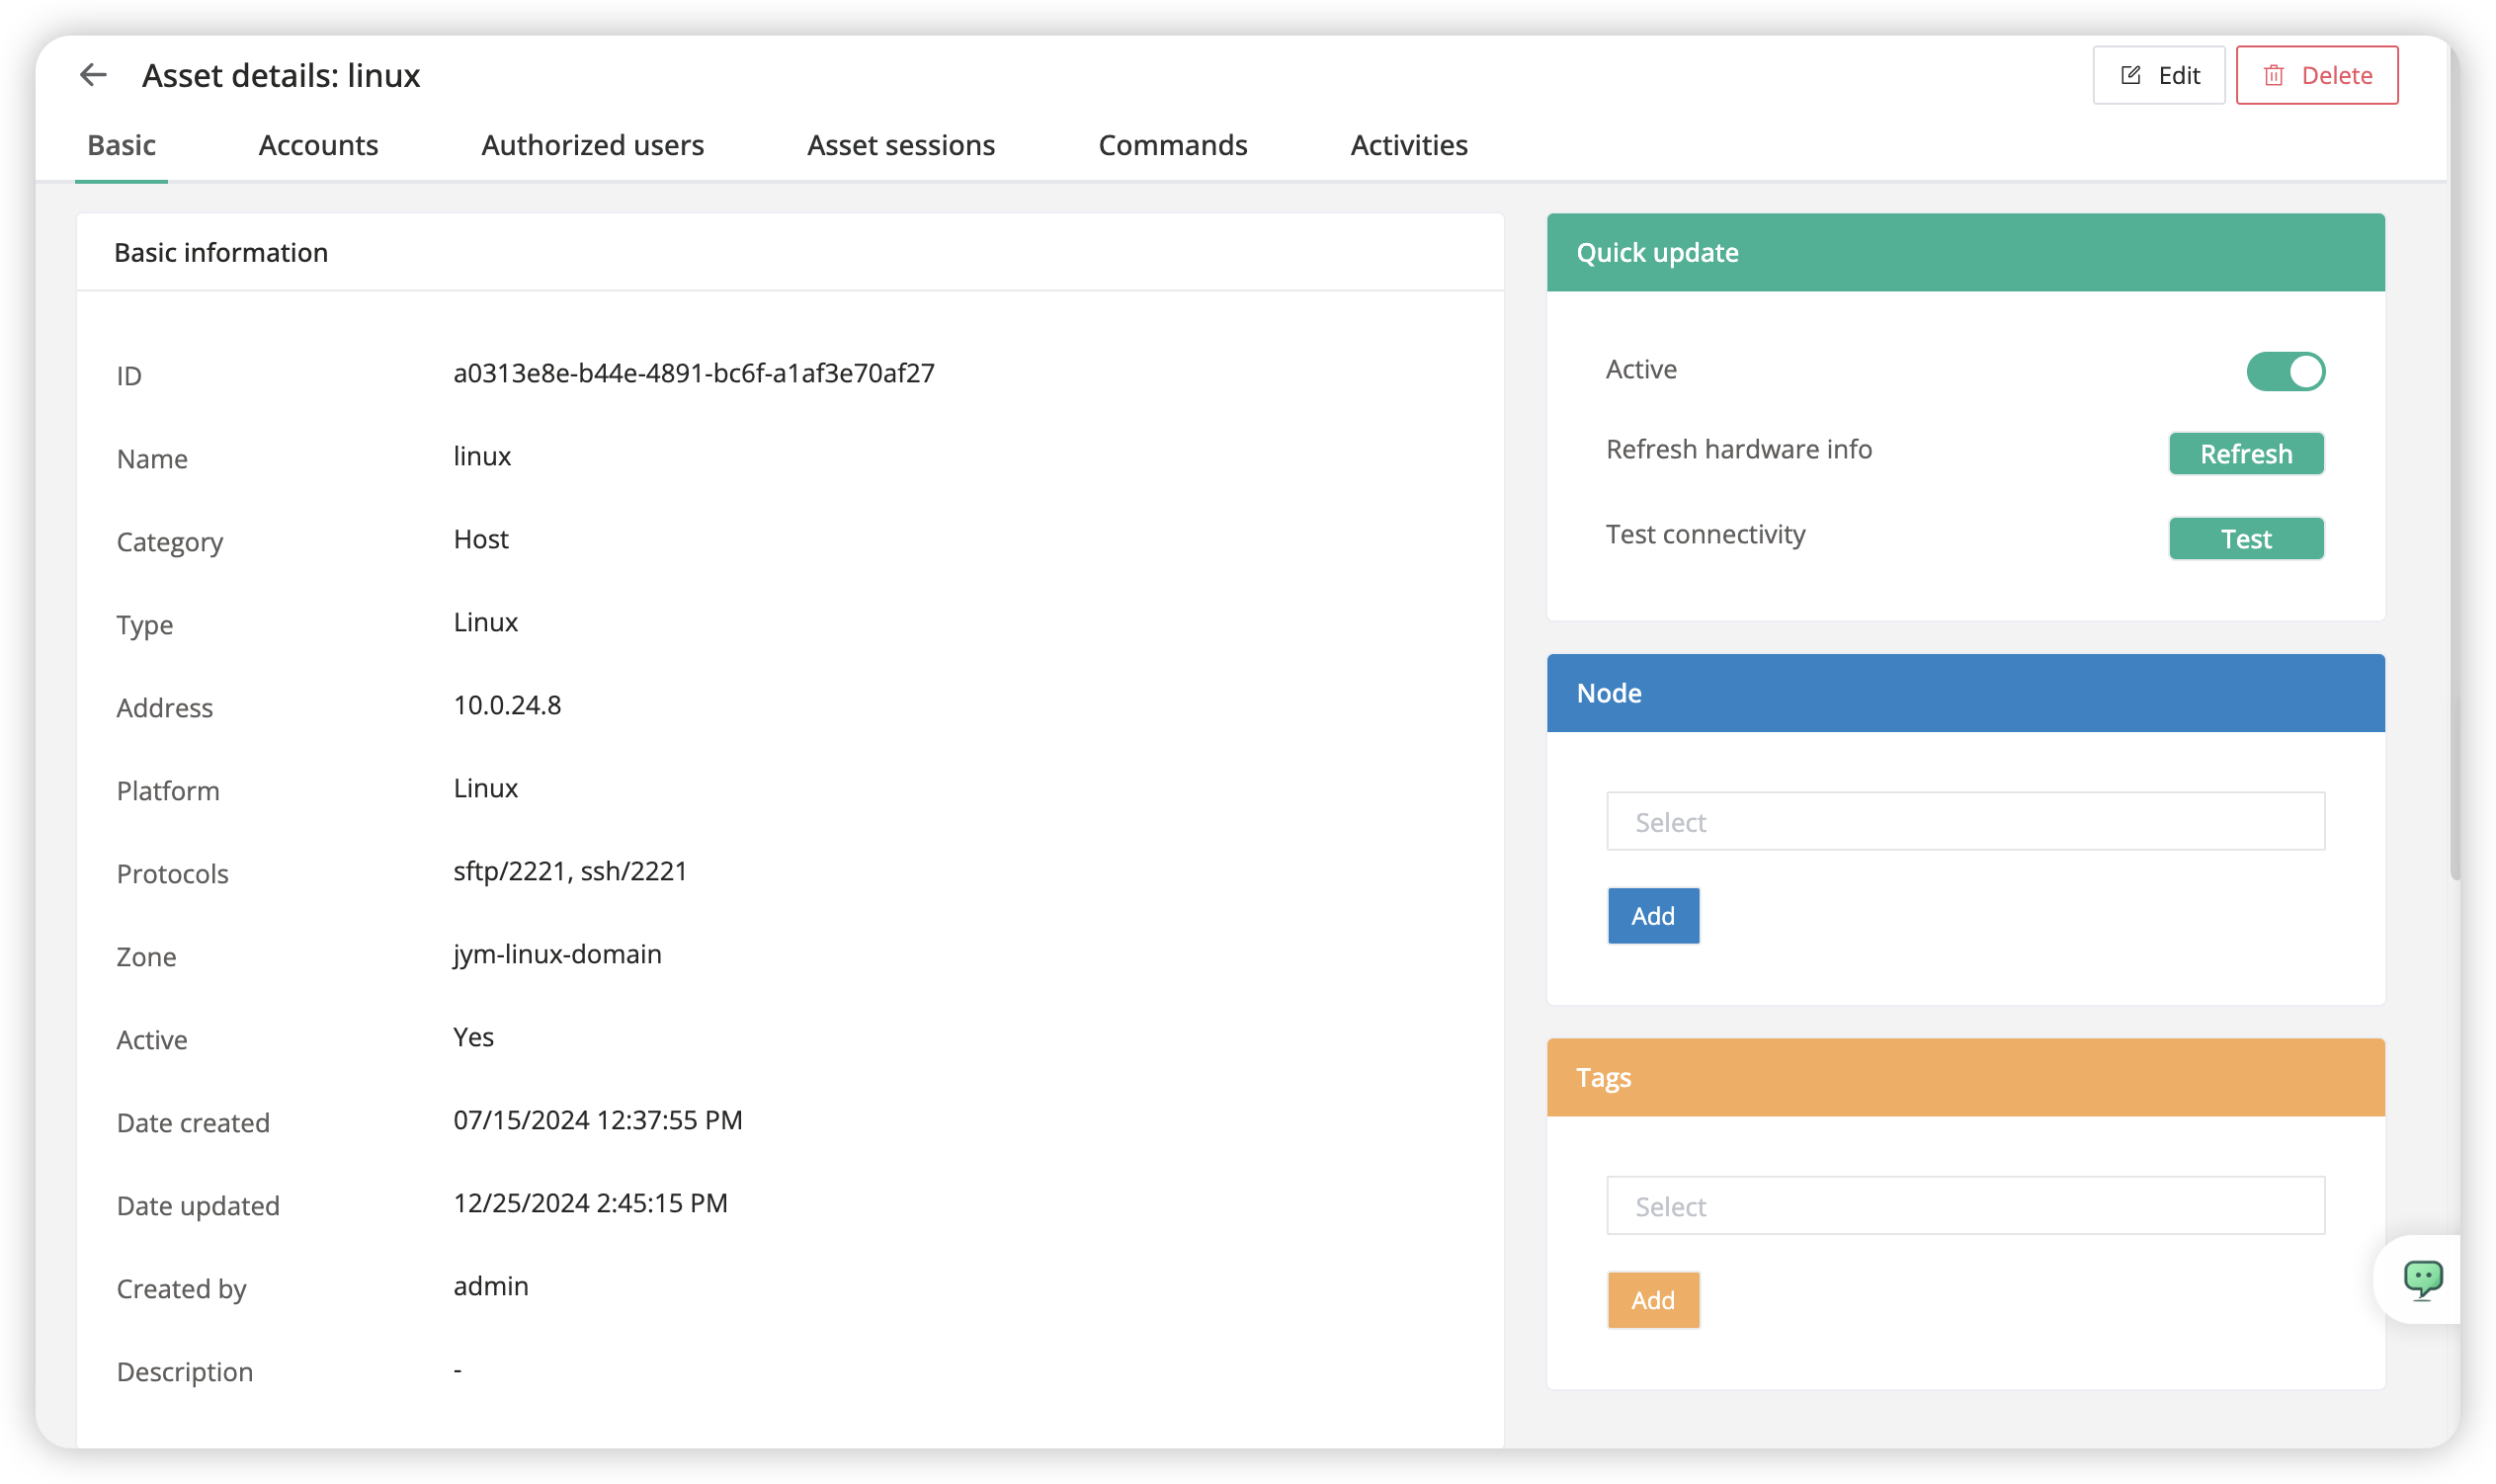 Asset details: linux
Edit
Delete
Basic
Accounts
Authorized users
Asset sessions
Commands
Activities
Basic information
ID a0313e8e-b44e-4891-bc6f-a1af3e70af27
Name linux
Category Host
Type Linux
Address 10.0.24.8
Platform Linux
Protocols sftp/2221, ssh/2221
Zone jym-linux-domain
Active Yes
Date created 07/15/2024 12:37:55 PM
Date updated 12/25/2024 2:45:15 PM
Created by admin
Description -
Quick update
Active
Refresh hardware info Refresh
Test connectivity Test
Node
Select
Add
Tags
Select
Add